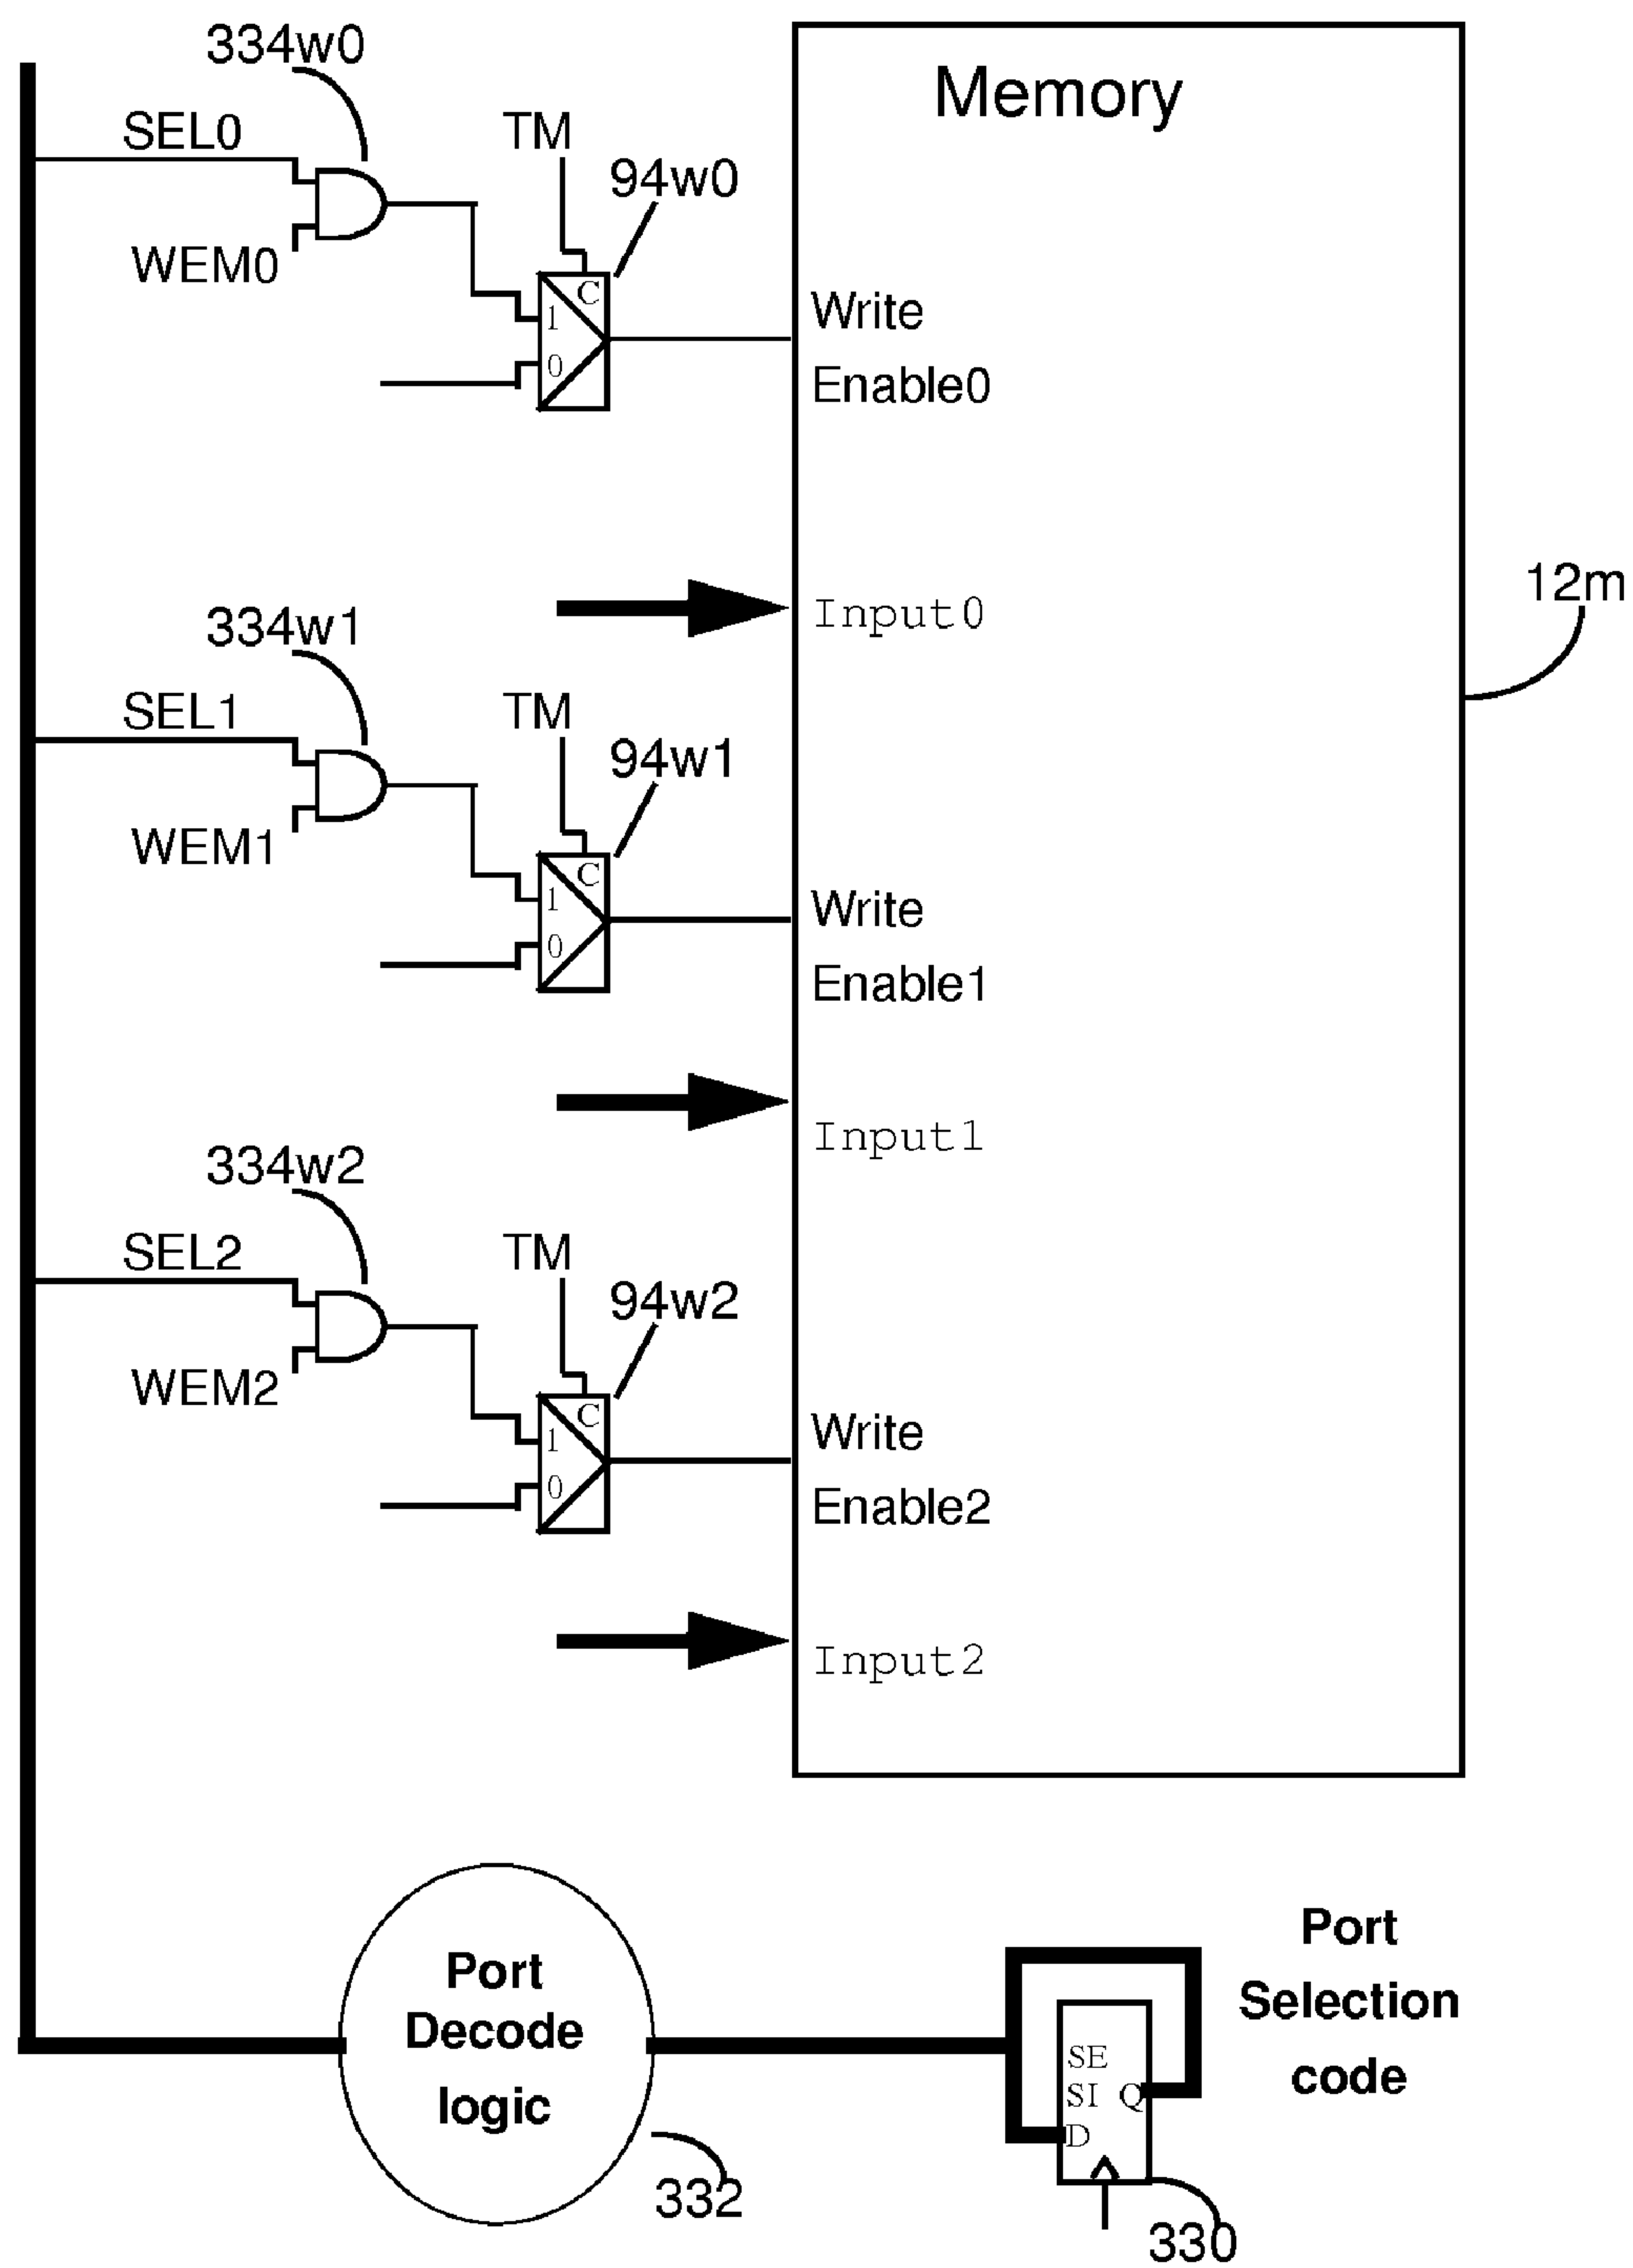 334w0
Memory
SEL0
TM
94w0
WEM0
C
1
0
Write
Enable0
Input0
12m
334w1
SEL1
TM
94w1
WEM1
C
1
0
Write
Enable1
Input1
334w2
SEL2
TM
94w2
WEM2
C
1
0
Write
Enable2
Input2
Port
Decode
logic
332
Port
Selection
code
SE
SI Q
D
330